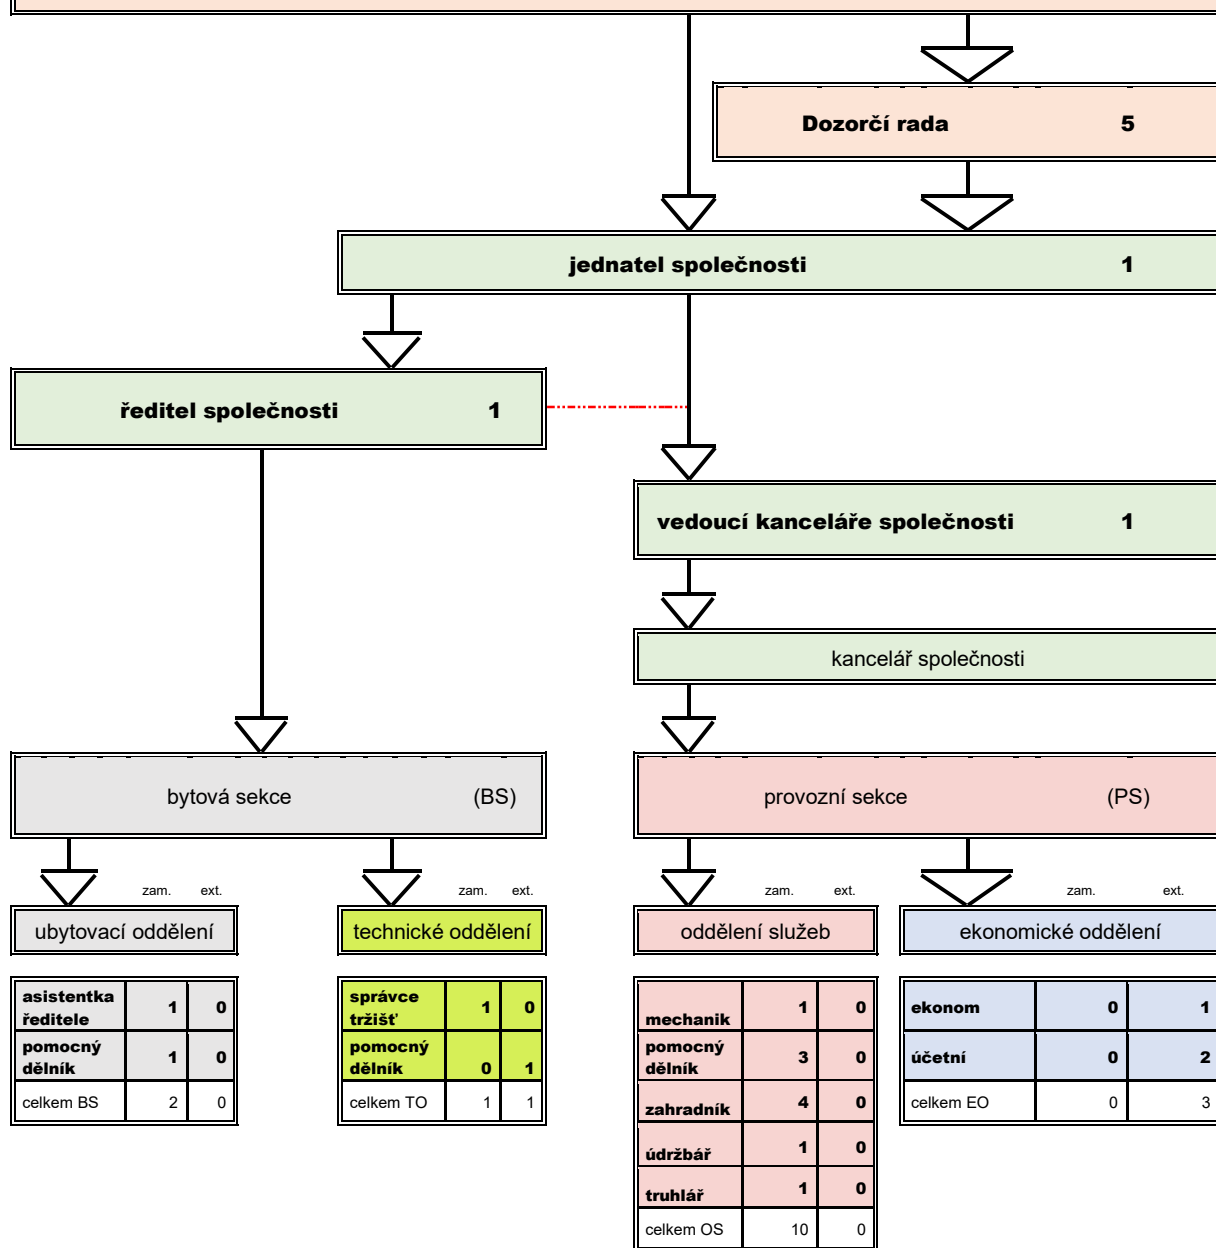 Dozorčí rada 5
jednatel společnosti 1
ředitel společnosti 1
vedoucí kanceláře společnosti 1
kancelář společnosti
bytová sekce (BS)
provozní sekce (PS)
zam. ext.
zam. ext.
zam. ext.
zam. ext.
ubytovací oddělení
technické oddělení
oddělení služeb
ekonomické oddělení
asistentka
ředitele 1 0
pomocný
dělník 1 0
celkem BS 2 0
správce
tržišť 1 0
pomocný
dělník 0 1
celkem TO 1 1
mechanik 1 0
pomocný
dělník 3 0
zahradník 4 0
údržbář 1 0
truhlář 1 0
celkem OS 10 0
ekonom 0 1
účetní 0 2
celkem EO 0 3